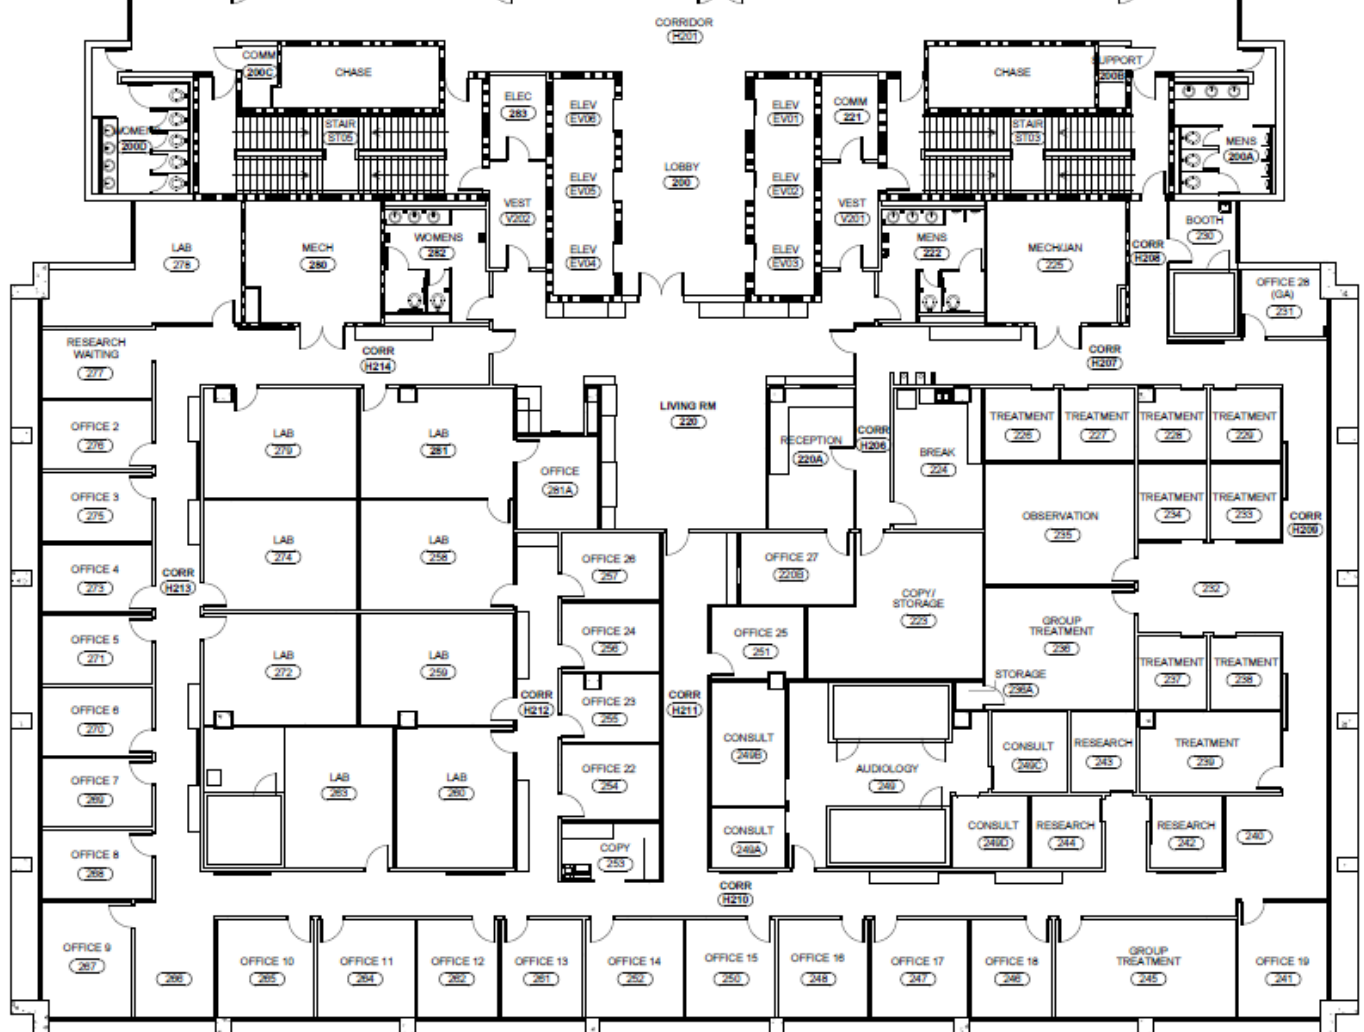 CORRIDOR
H201
COMM
200C
CHASE
CHASE
SUPPORT
200B
ELEC
283
ELEV
EV06
ELEV
EV01
COMM
221
WOMENS
200D
STAIR
ST05
STAIR
ST03
MENS
200A
LOBBY
200
ELEV
EV05
ELEV
EV02
VEST
V202
VEST
V201
LAB
278
MECH
280
WOMENS
282
ELEV
EV04
ELEV
EV03
MENS
222
MECH/JAN
225
CORR
H208
BOOTH
230
OFFICE 28
(GA)
231
RESEARCH
WAITING
277
CORR
H214
CORR
H207
LIVING RM
220
OFFICE 2
276
LAB
279
LAB
281
RECEPTION
220A
CORR
H206
BREAK
224
TREATMENT
226
TREATMENT
227
TREATMENT
228
TREATMENT
229
OFFICE
281A
OFFICE 3
275
OBSERVATION
235
TREATMENT
234
TREATMENT
233
CORR
H209
LAB
274
LAB
258
OFFICE 26
257
OFFICE 27
220B
OFFICE 4
273
CORR
H213
COPY/
STORAGE
223
232
OFFICE 5
271
LAB
272
LAB
259
OFFICE 24
256
OFFICE 25
251
GROUP
TREATMENT
236
STORAGE
236A
TREATMENT
237
TREATMENT
238
OFFICE 6
270
CORR
H212
OFFICE 23
255
CORR
H211
CONSULT
249B
CONSULT
249C
RESEARCH
243
TREATMENT
239
OFFICE 7
269
LAB
263
LAB
260
OFFICE 22
254
AUDIOLOGY
249
OFFICE 8
268
COPY
253
CONSULT
249A
CONSULT
249D
RESEARCH
244
RESEARCH
242
240
CORR
H210
OFFICE 9
267
266
OFFICE 10
265
OFFICE 11
264
OFFICE 12
262
OFFICE 13
261
OFFICE 14
252
OFFICE 15
250
OFFICE 16
248
OFFICE 17
247
OFFICE 18
246
GROUP
TREATMENT
245
OFFICE 19
241